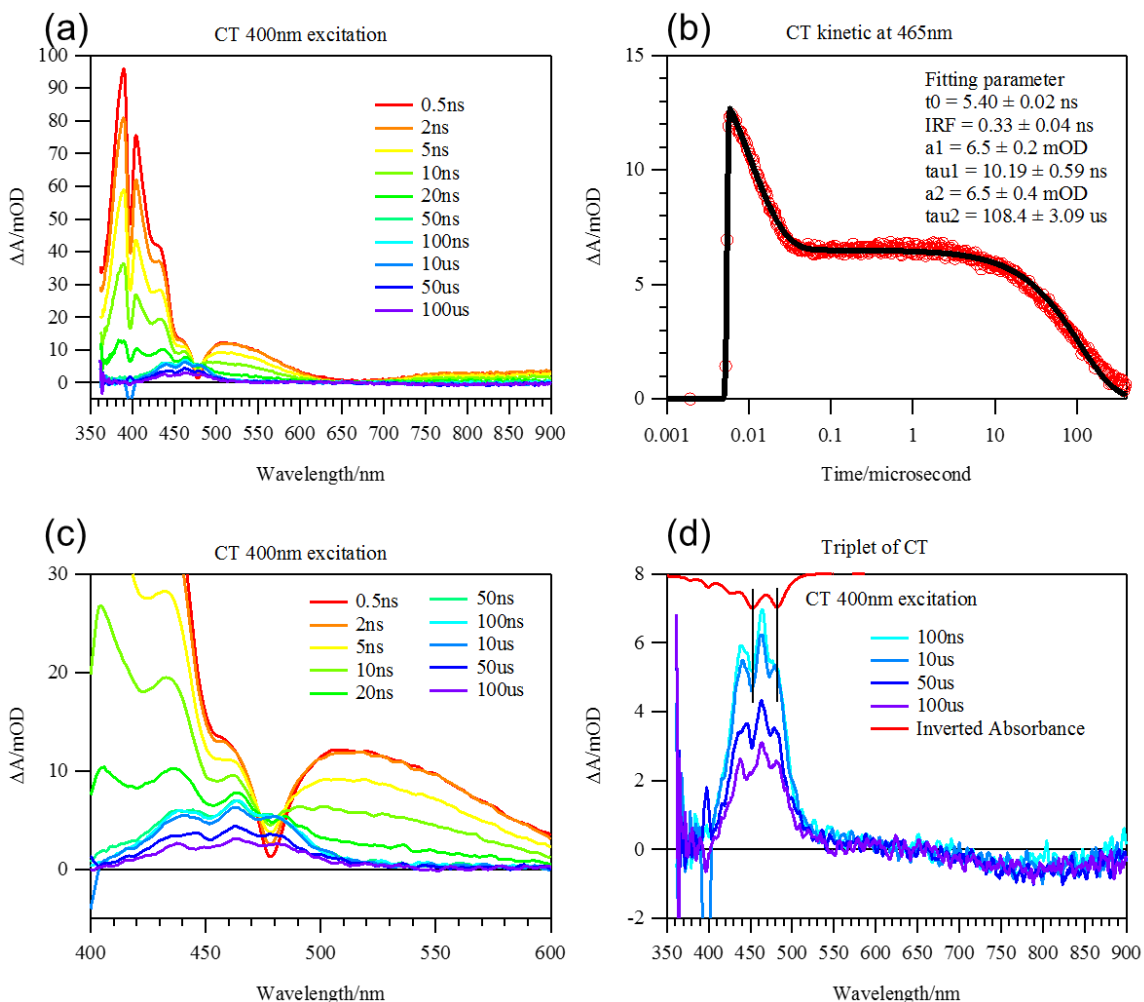 (a)
CT 400nm excitation
100
90
80
70
60
50
40
30
20
10
0
ΔA/mOD
0.5ns
2ns
5ns
10ns
20ns
50ns
100ns
10us
50us
100us
350 400 450 500 550 600 650 700 750 800 850 900
Wavelength/nm
(b)
CT kinetic at 465nm
15
10
5
0
ΔA/mOD
Fitting parameter
t0 = 5.40 ± 0.02 ns
IRF = 0.33 ± 0.04 ns
a1 = 6.5 ± 0.2 mOD
tau1 = 10.19 ± 0.59 ns
a2 = 6.5 ± 0.4 mOD
tau2 = 108.4 ± 3.09 us
0.001 0.01 0.1 1 10 100
Time/microsecond
(c)
CT 400nm excitation
30
20
10
0
ΔA/mOD
0.5ns
2ns
5ns
10ns
20ns
50ns
100ns
10us
50us
100us
400 450 500 550 600
Wavelength/nm
(d)
Triplet of CT
8
6
4
2
0
-2
ΔA/mOD
CT 400nm excitation
100ns
10us
50us
100us
Inverted Absorbance
350 400 450 500 550 600 650 700 750 800 850 900
Wavelength/nm